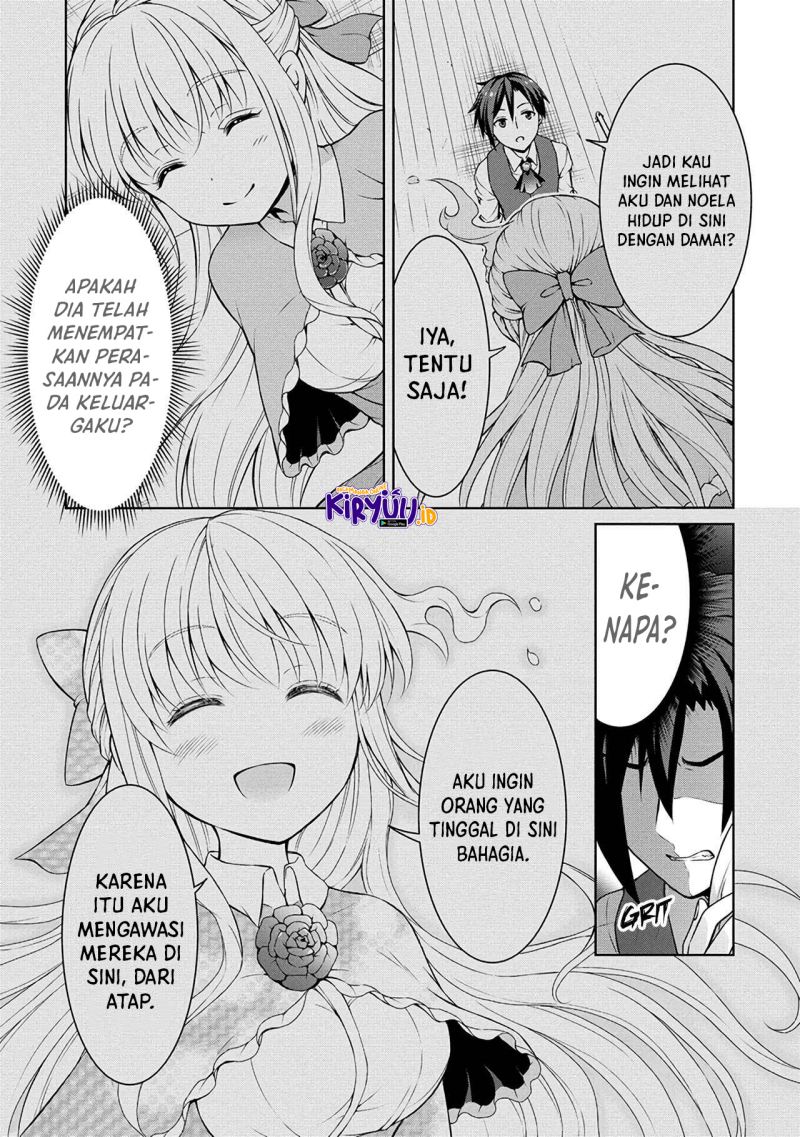 JADI KAU
INGIN MELIHAT
AKU DAN NOELA
HIDUP DI SINI
DENGAN DAMAI?
IYA,
TENTU
SAJA!
APAKAH
DIA TELAH
MENEMPAT-
KAN PERA-
SAANNYA PA-
DA KELUAR-
GAKU?
KIRYUU.ID
KE-
NAPA?
GRIT
AKU INGIN
ORANG YANG
TINGGAL DI SINI
BAHAGIA.
KARENA
ITU AKU
MENGAWASI
MEREKA DI
SINI, DARI
ATAP.